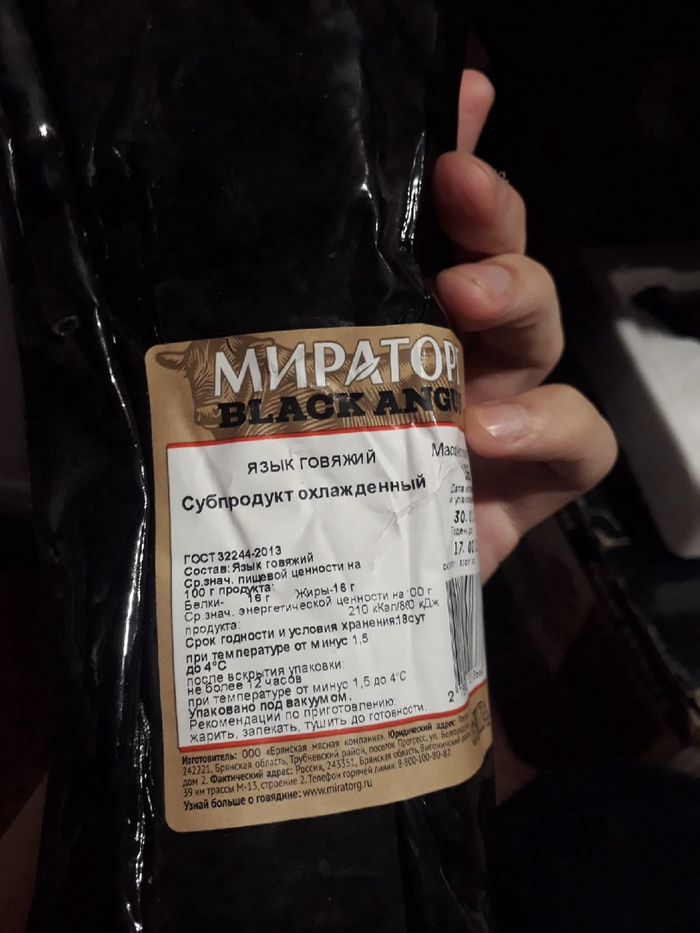 МИРАТОРГ
BLACK ANGU
ЯЗЫК ГОВЯЖИЙ
Субпродукт охлажденный
30.
17.
ГОСТ 32244-2013
Состав: Язык говяжий
Ср.знач. пищевой ценности на
100 г продукта:
Белки- 16 г Жиры-16 г
Ср.знач. энергетической ценности на 100 г
продукта: 210 кКал/860 кДж
Срок годности и условия хранения:18сут
при температуре от минус 1,5
до 4°С
после вскрытия упаковки:
не более 12 часов
при температуре от минус 1,5 до 4°С
Упаковано под вакуумом.
Рекомендации по приготовлению:
жарить, запекать, тушить до готовности.
Изготовитель: ООО «Брянская мясная компания». Юридический адрес:
242221, Брянская область, Трубчевский район, поселок Прогресс, ул. Белгородская
дом 2. Фактический адрес: Россия, 243351, Брянская область, Выгоничский район
39 км трассы М-13, строение 2. Телефон горячей линии: 8-800-100-80-87.
Узнай больше о говядине: www.miratorg.ru
2